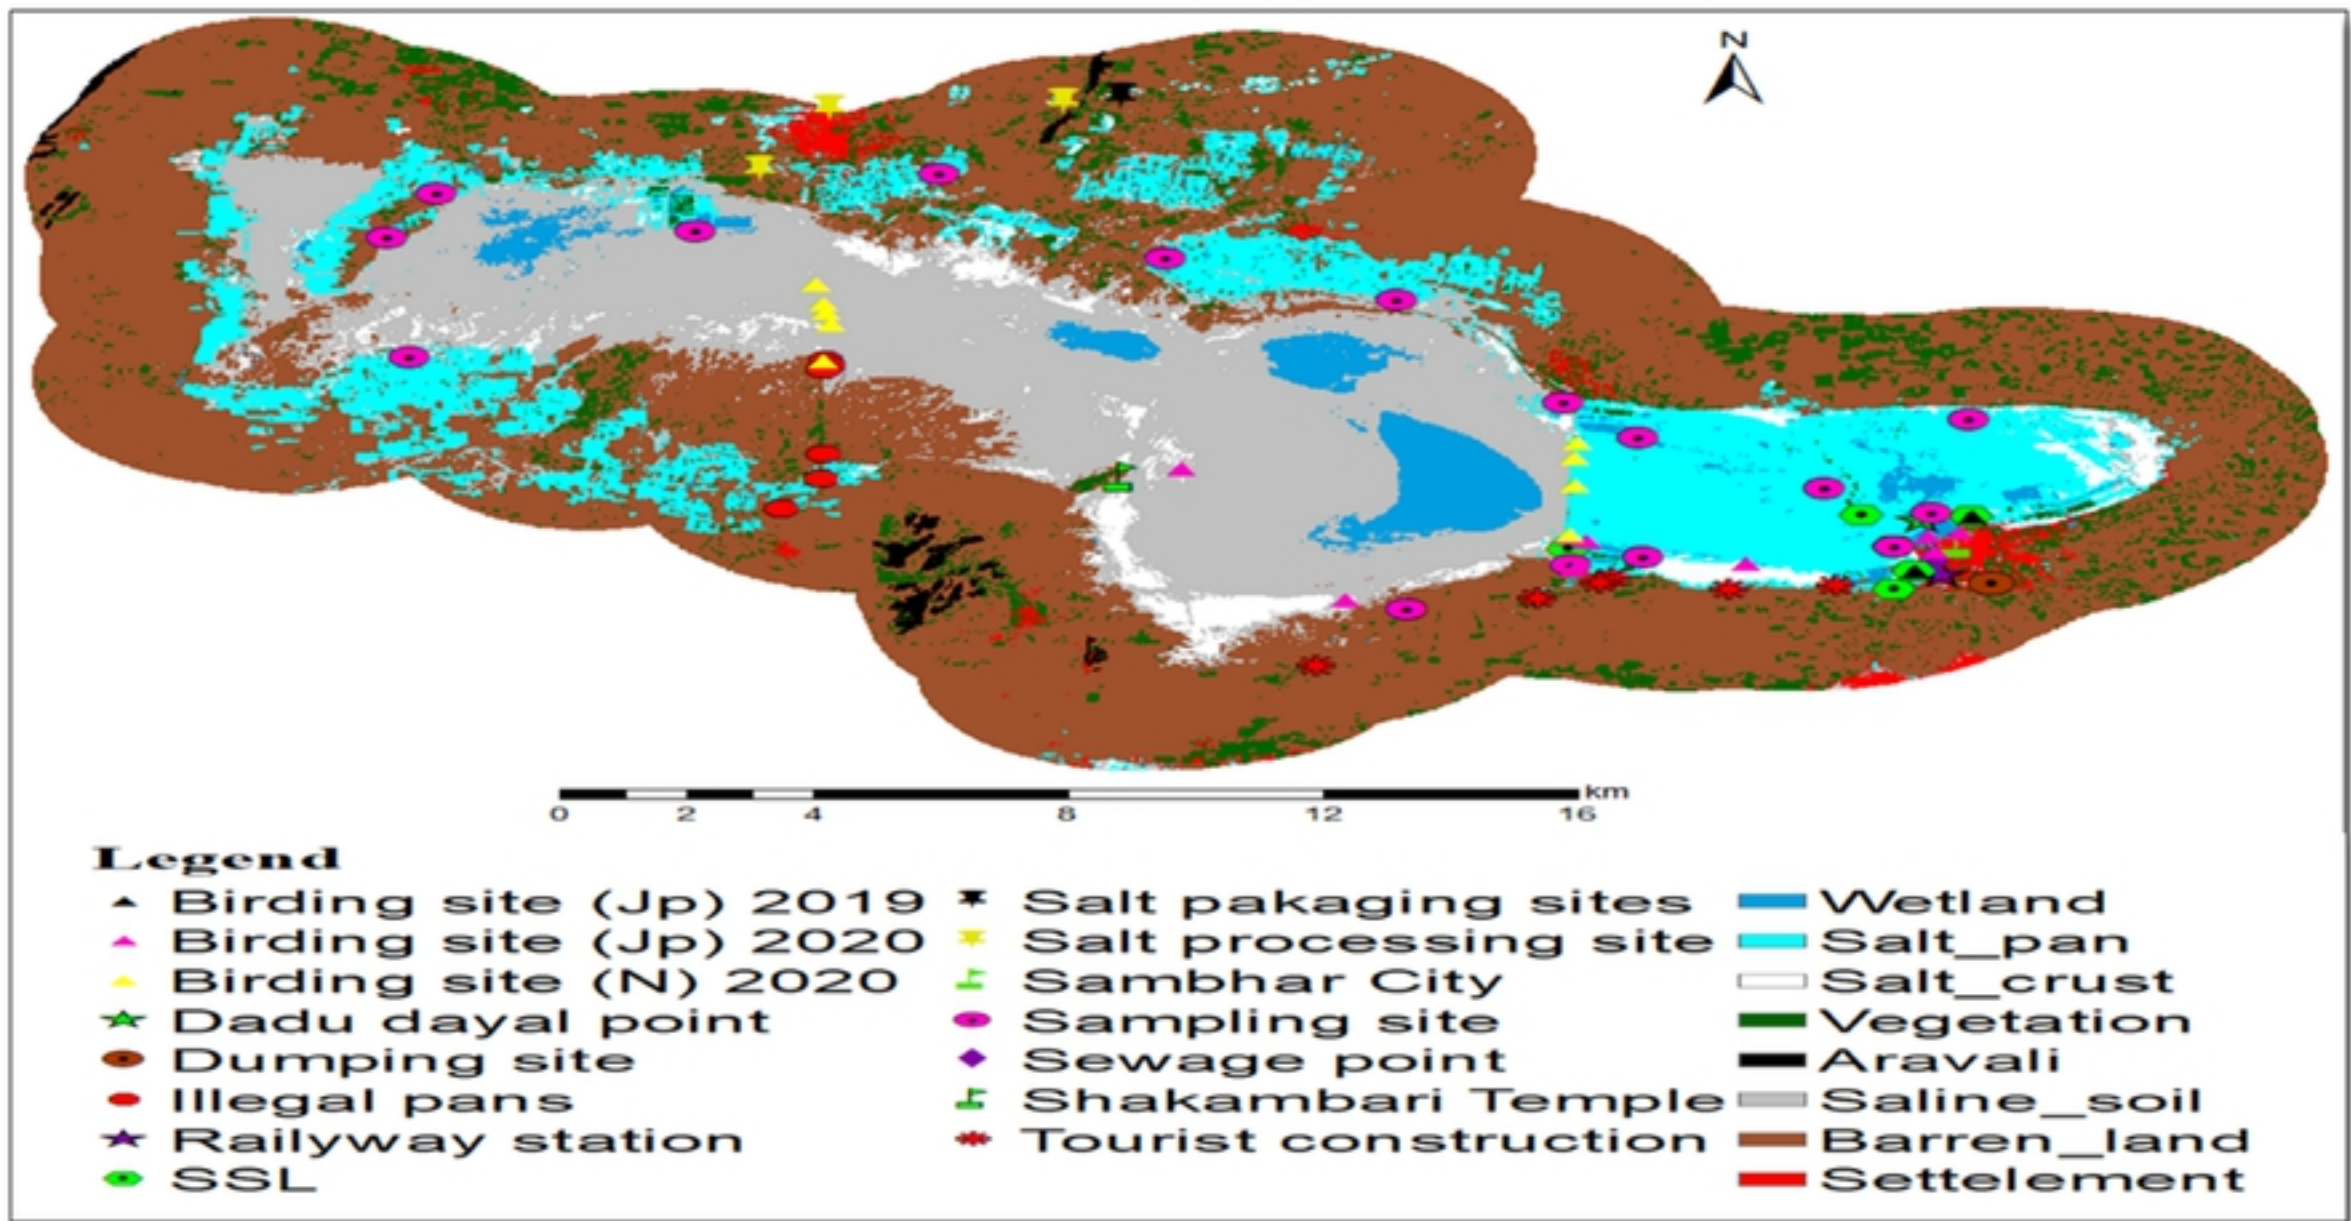 N
km
0 2 4 8 12 16
Legend
Birding site (Jp) 2019
Birding site (Jp) 2020
Birding site (N) 2020
Dadu dayal point
Dumping site
Illegal pans
Railyway station
SSL
Salt pakaging sites
Salt processing site
Sambhar City
Sampling site
Sewage point
Shakambari Temple
Tourist construction
Wetland
Salt_pan
Salt_crust
Vegetation
Aravali
Saline_soil
Barren_land
Settelement